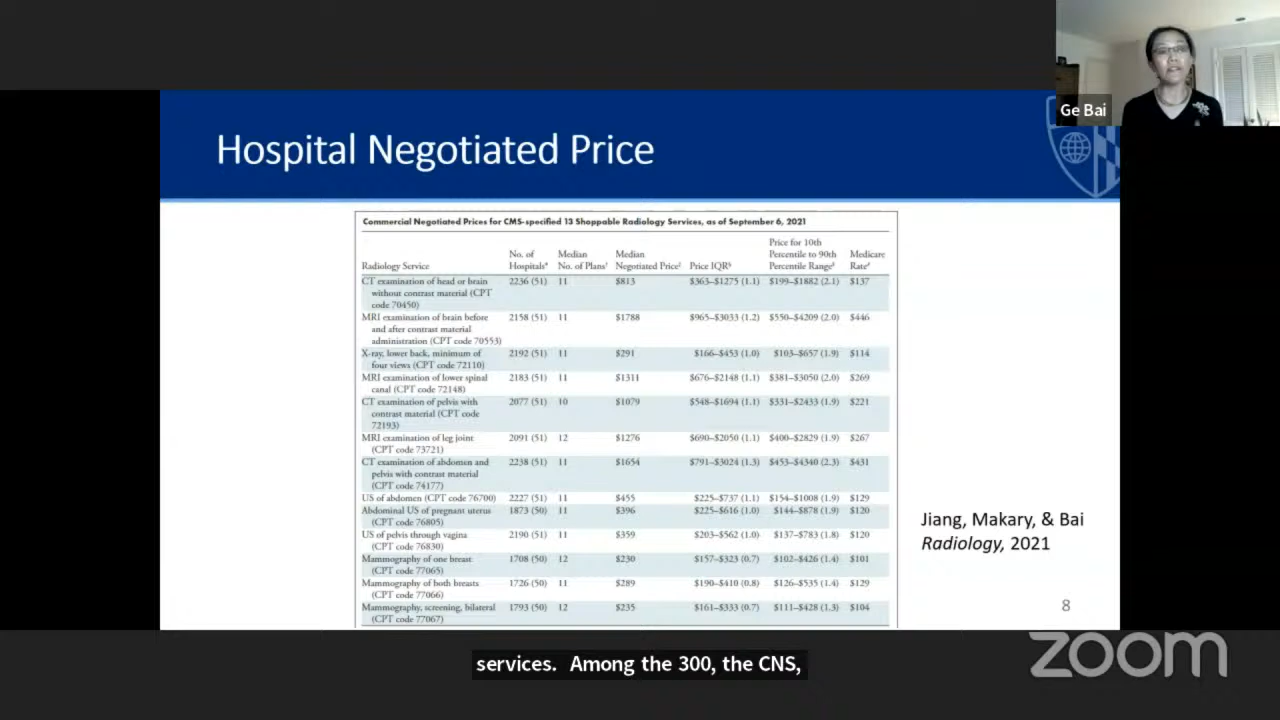 Ge Bai
Hospital Negotiated Price
Commercial Negotiated Prices for CMS-specified 13 Shoppable Radiology Services, as of September 6, 2021
Radiology Service No. of Hospitals* Median No. of Plans† Median Negotiated Price‡ Price IQR§ Price for 10th Percentile to 90th Percentile Range§ Medicare Rate#
CT examination of head or brain without contrast material (CPT code 70450) 2236 (51) 11 $813 $363–$1275 (1.1) $199–$1882 (2.1) $137
MRI examination of brain before and after contrast material administration (CPT code 70553) 2158 (51) 11 $1788 $965–$3033 (1.2) $550–$4209 (2.0) $446
X-ray, lower back, minimum of four views (CPT code 72110) 2192 (51) 11 $291 $166–$453 (1.0) $103–$657 (1.9) $114
MRI examination of lower spinal canal (CPT code 72148) 2183 (51) 11 $1311 $676–$2148 (1.1) $381–$3050 (2.0) $269
CT examination of pelvis with contrast material (CPT code 72193) 2077 (51) 10 $1079 $548–$1694 (1.1) $331–$2433 (1.9) $221
MRI examination of leg joint (CPT code 73721) 2091 (51) 12 $1276 $690–$2050 (1.1) $400–$2829 (1.9) $267
CT examination of abdomen and pelvis with contrast material (CPT code 74177) 2238 (51) 11 $1654 $791–$3024 (1.3) $453–$4340 (2.3) $431
US of abdomen (CPT code 76700) 2227 (51) 11 $455 $225–$737 (1.1) $154–$1008 (1.9) $129
Abdominal US of pregnant uterus (CPT code 76805) 1873 (50) 11 $396 $225–$616 (1.0) $144–$878 (1.9) $120
US of pelvis through vagina (CPT code 76830) 2190 (51) 11 $359 $203–$562 (1.0) $137–$783 (1.8) $120
Mammography of one breast (CPT code 77065) 1708 (50) 12 $230 $157–$323 (0.7) $102–$426 (1.4) $101
Mammography of both breasts (CPT code 77066) 1726 (50) 11 $289 $190–$410 (0.8) $126–$535 (1.4) $129
Mammography, screening, bilateral (CPT code 77067) 1793 (50) 12 $235 $161–$333 (0.7) $111–$428 (1.3) $104
Jiang, Makary, & Bai
Radiology, 2021
8
services. Among the 300, the CNS,
zoom